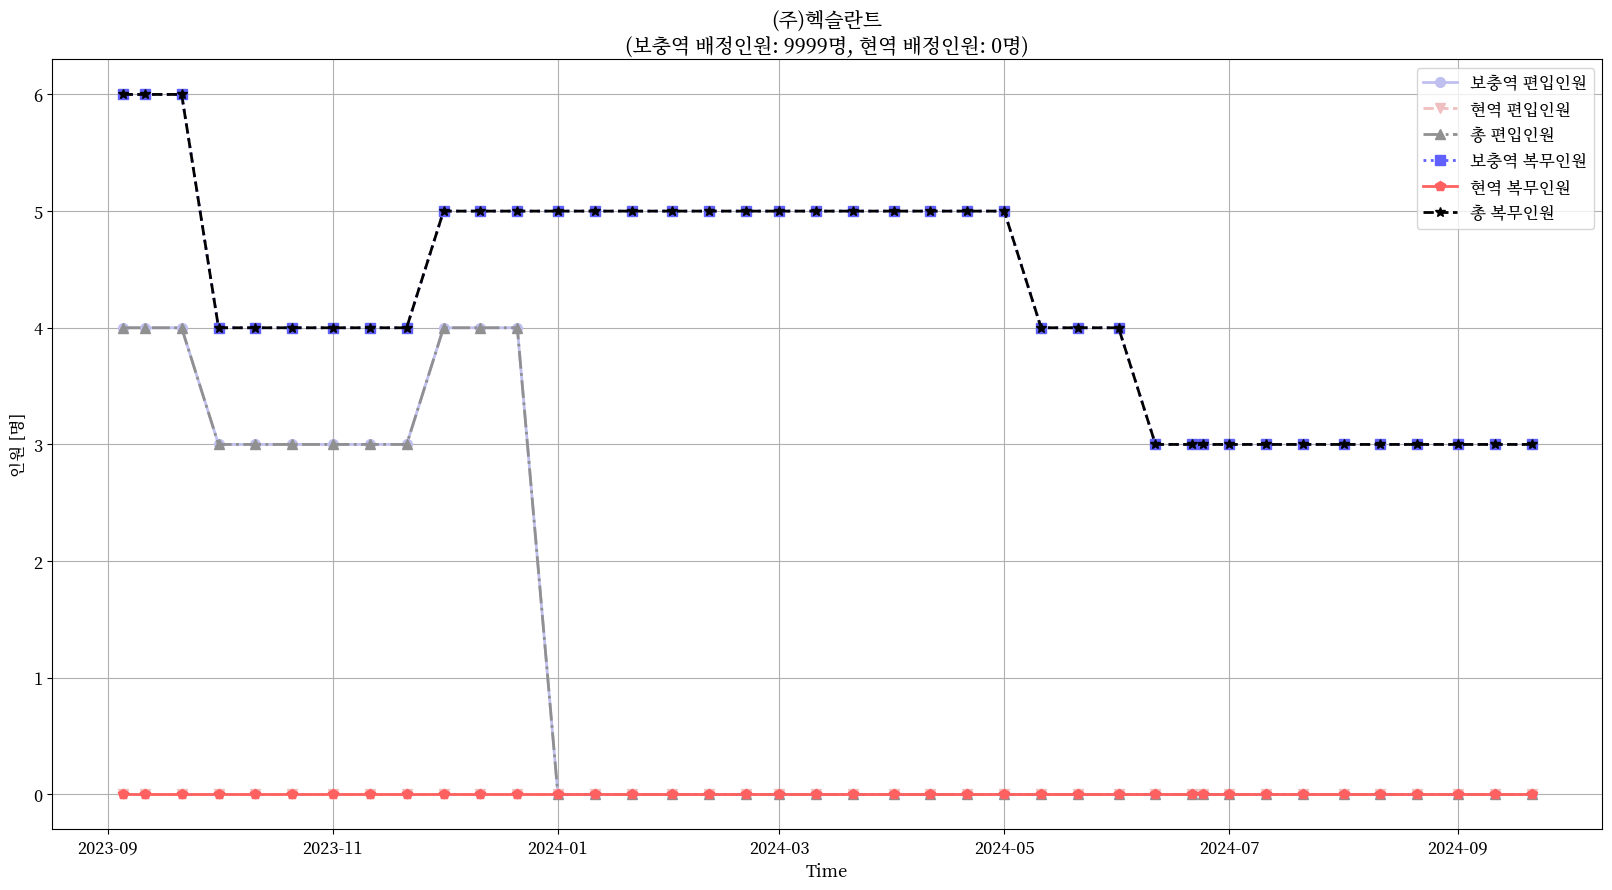 (주)헥슬란트
(보충역 배정인원: 9999명, 현역 배정인원: 0명)
보충역 편입인원
현역 편입인원
총 편입인원
보충역 복무인원
현역 복무인원
총 복무인원
인원 [명]
6
5
4
3
2
1
0
2023-09 2023-11 2024-01 2024-03 2024-05 2024-07 2024-09
Time